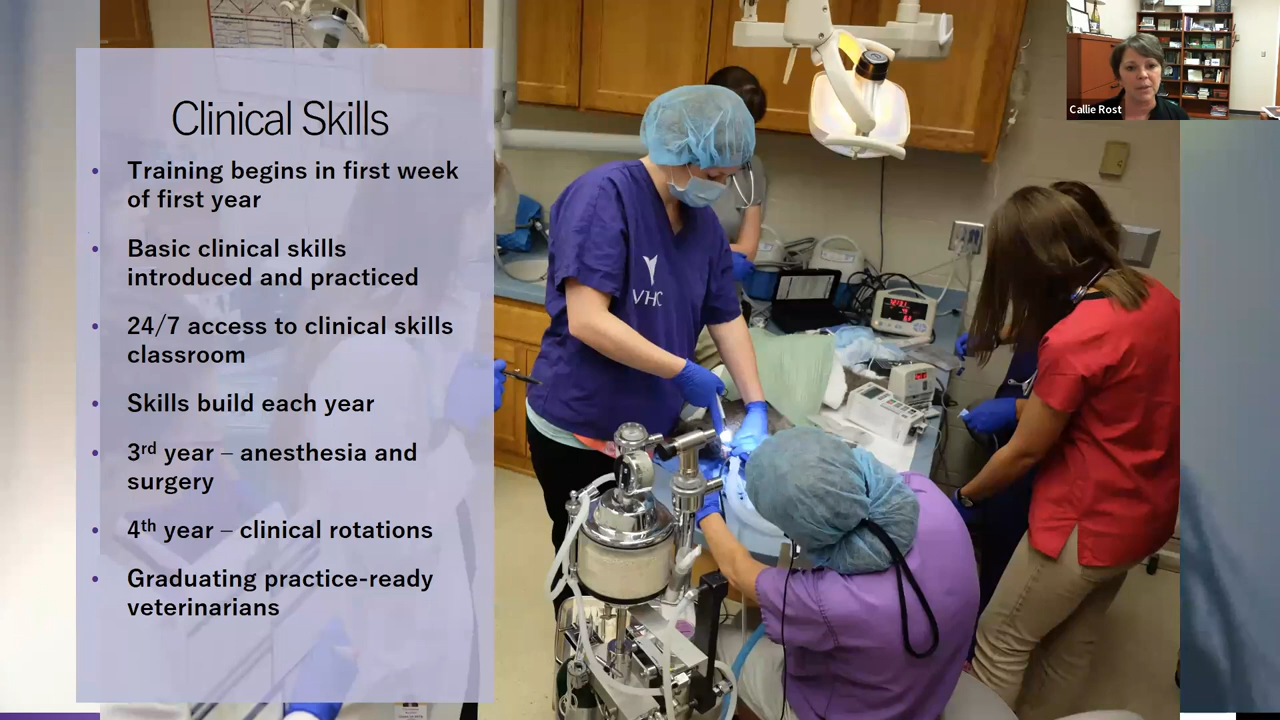 Clinical Skills
• Training begins in first week
of first year
• Basic clinical skills
introduced and practiced
• 24/7 access to clinical skills
classroom
• Skills build each year
• 3rd year – anesthesia and
surgery
• 4th year – clinical rotations
• Graduating practice-ready
veterinarians
VHC
Callie Rost